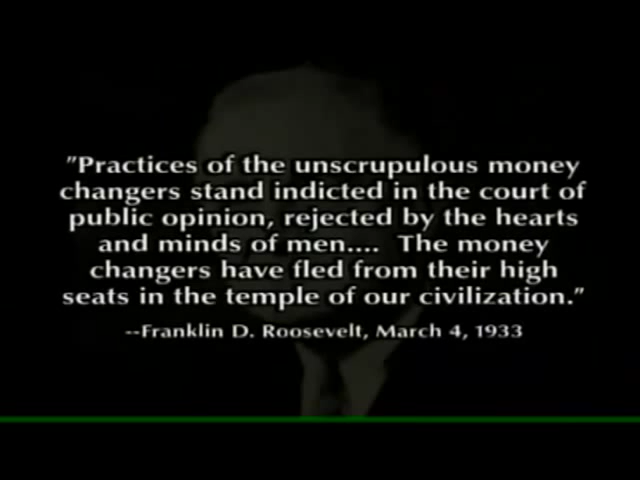 "Practices of the unscrupulous money
changers stand indicted in the court of
public opinion, rejected by the hearts
and minds of men.... The money
changers have fled from their high
seats in the temple of our civilization."
--Franklin D. Roosevelt, March 4, 1933